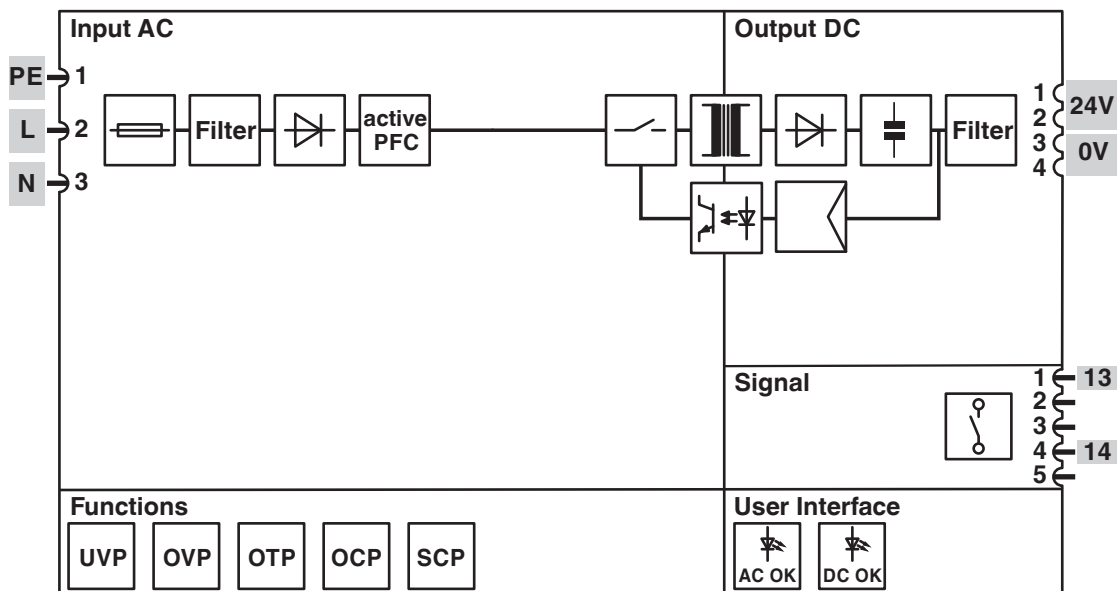 Input AC
Output DC
PE
1
L
2
N
3
Filter
active
PFC
Filter
1
2
3
4
24V
0V
Signal
1
2
3
4
5
13
14
Functions
UVP
OVP
OTP
OCP
SCP
User Interface
AC OK
DC OK